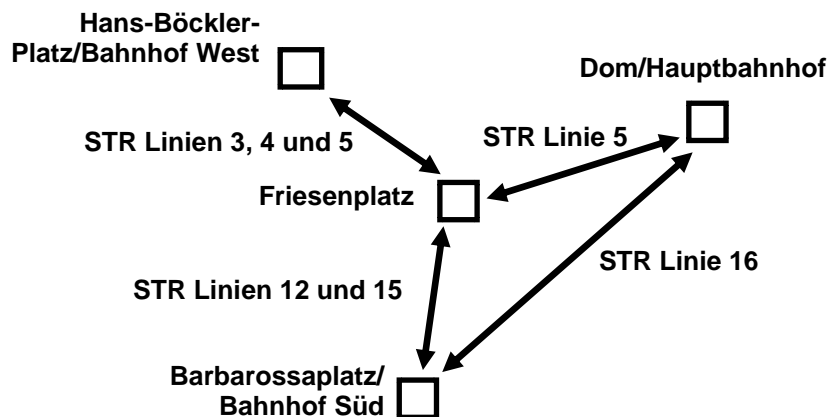 Hans-Böckler-
Platz/Bahnhof West
Dom/Hauptbahnhof
STR Linien 3, 4 und 5
STR Linie 5
Friesenplatz
STR Linie 16
STR Linien 12 und 15
Barbarossaplatz/
Bahnhof Süd